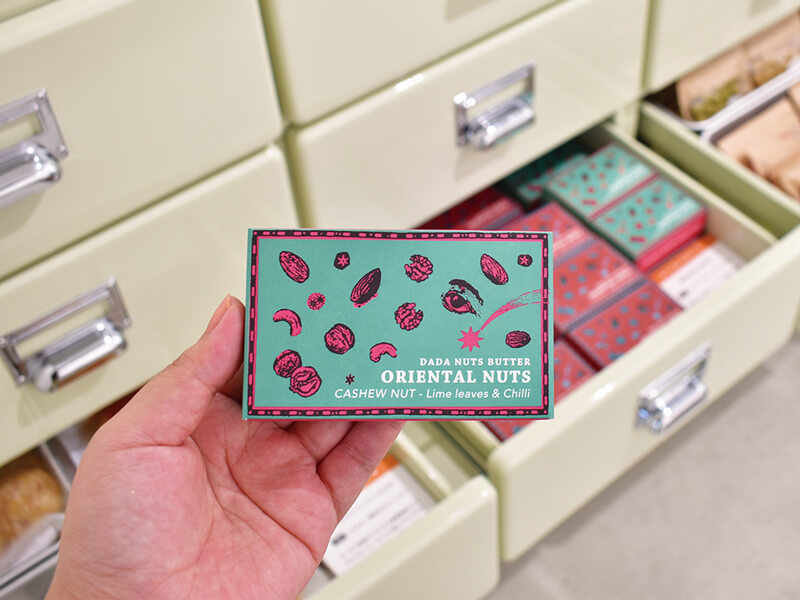 DADA NUTS BUTTER
ORIENTAL NUTS
CASHEW NUT - Lime leaves & Chilli